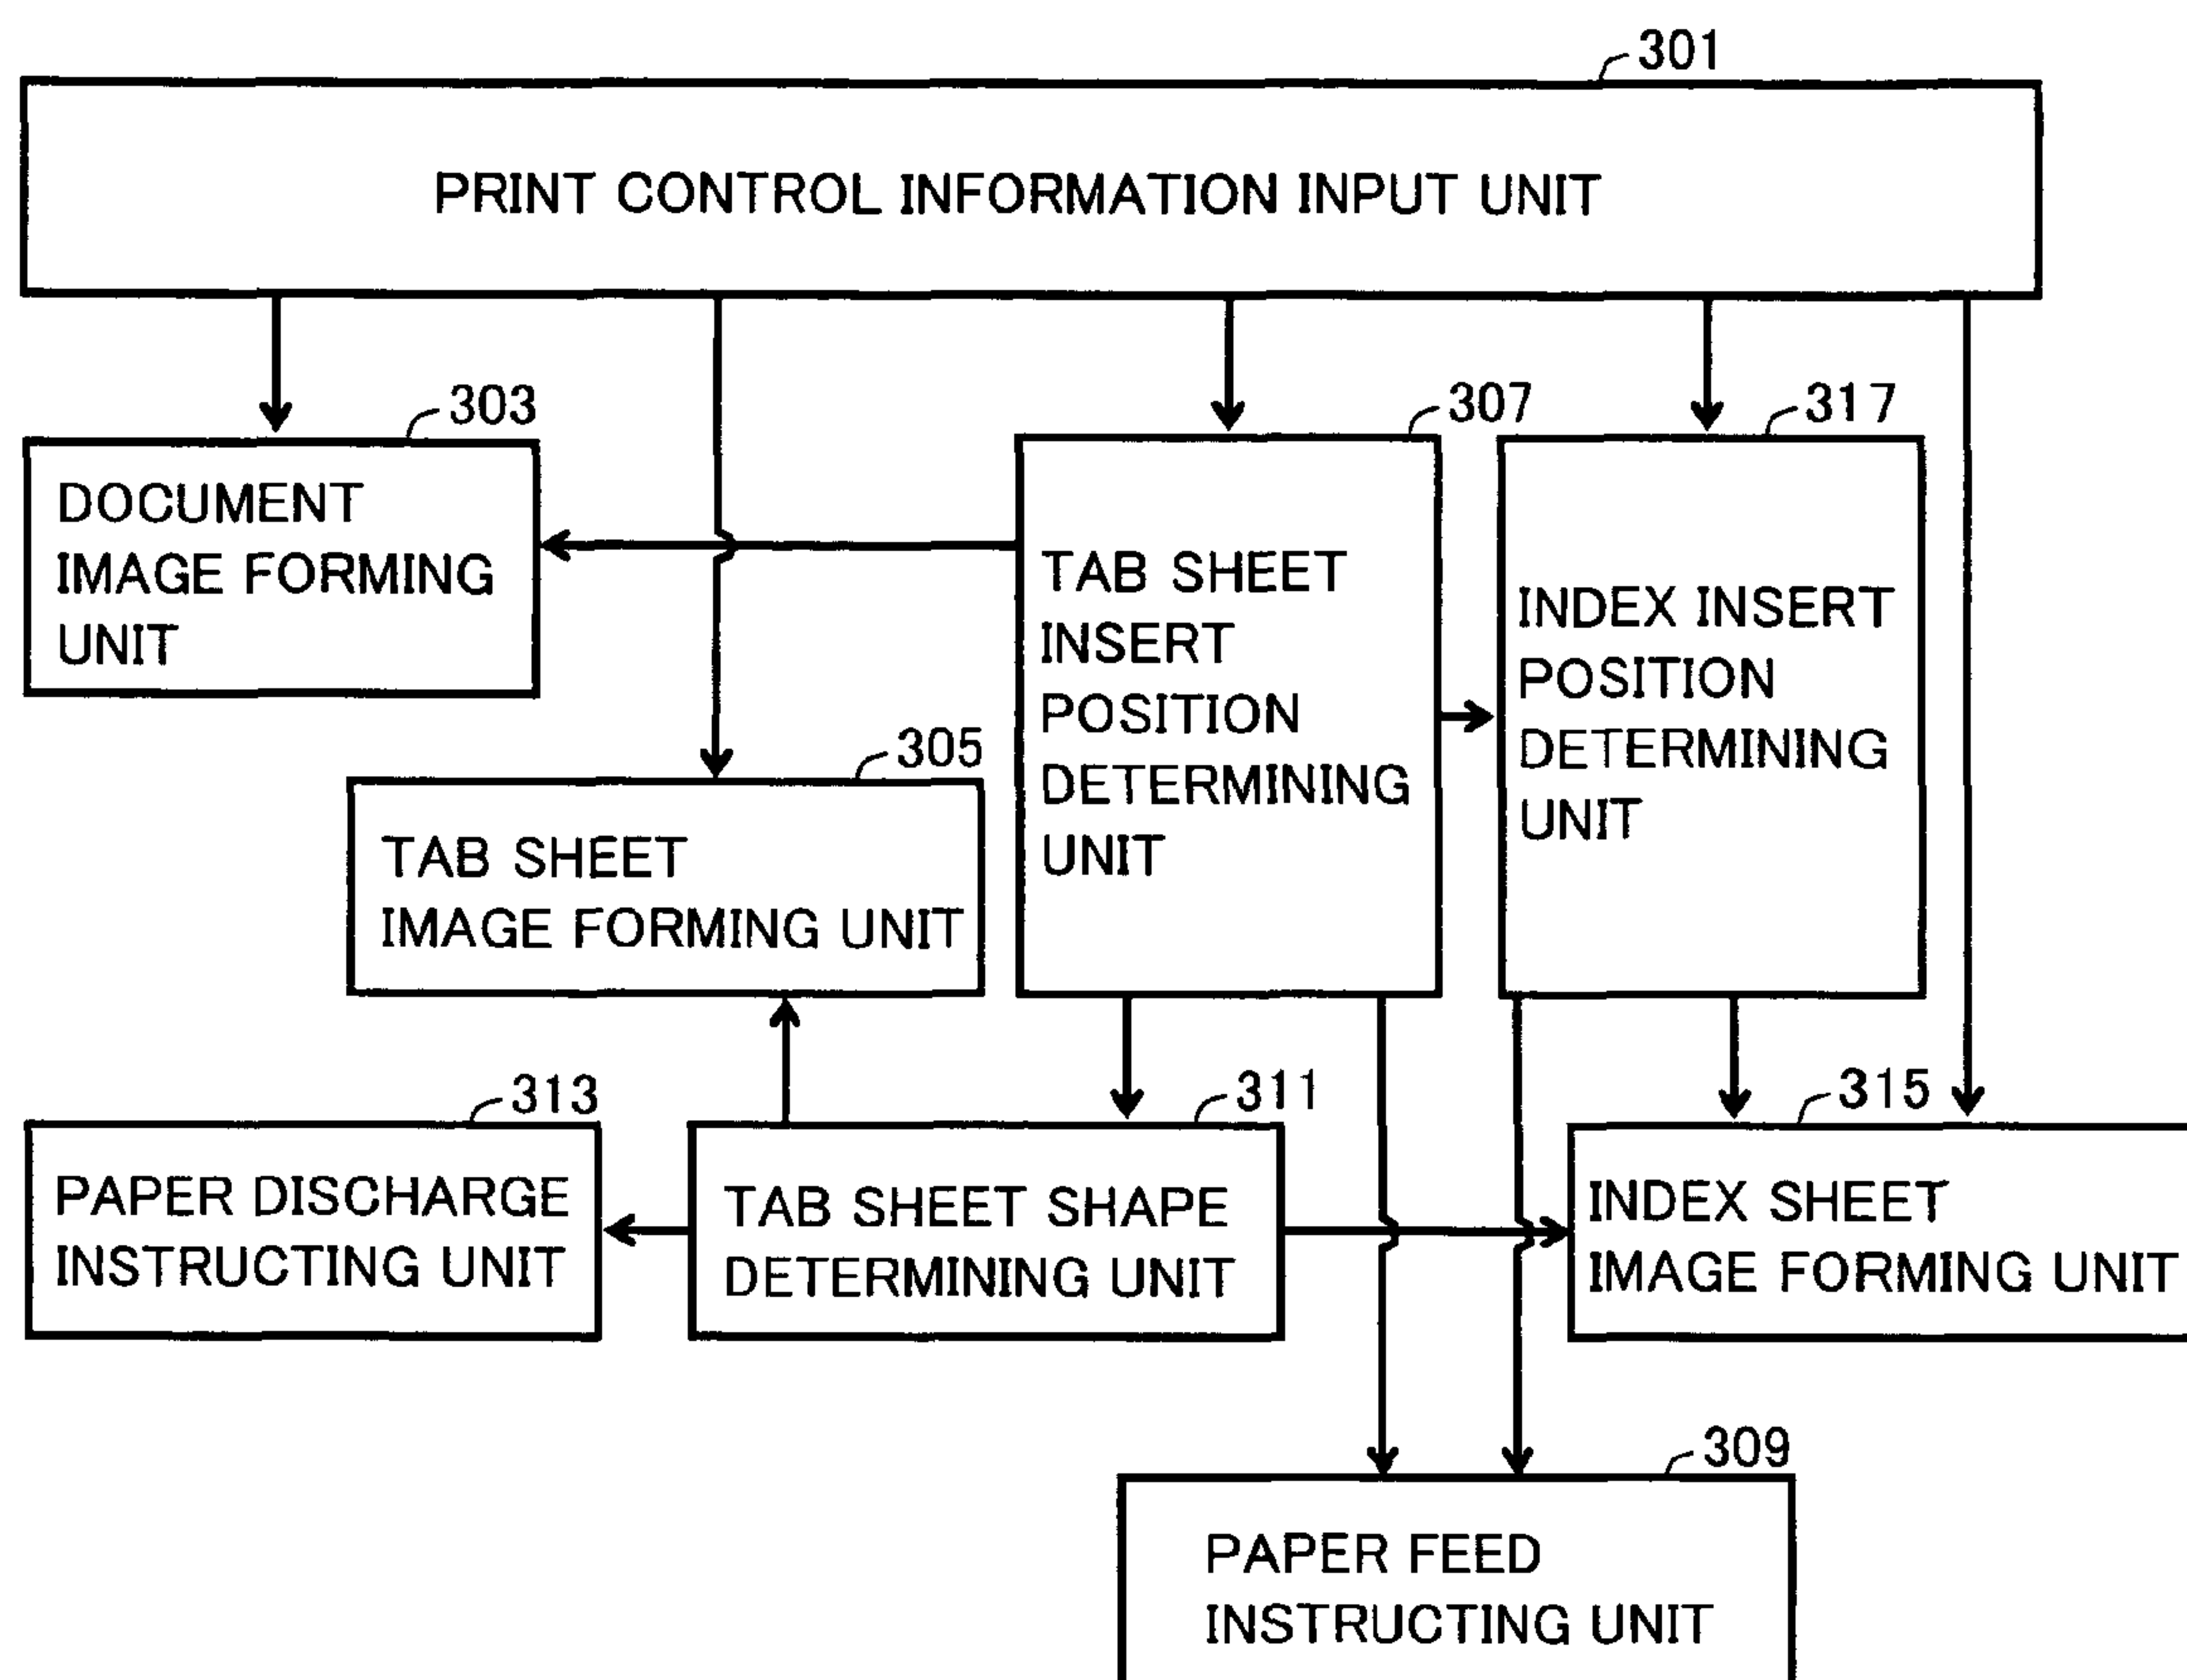 301
PRINT CONTROL INFORMATION INPUT UNIT
303
DOCUMENT
IMAGE FORMING
UNIT
307
TAB SHEET
INSERT
POSITION
DETERMINING
UNIT
317
INDEX INSERT
POSITION
DETERMINING
UNIT
305
TAB SHEET
IMAGE FORMING UNIT
313
PAPER DISCHARGE
INSTRUCTING UNIT
311
TAB SHEET SHAPE
DETERMINING UNIT
315
INDEX SHEET
IMAGE FORMING UNIT
309
PAPER FEED
INSTRUCTING UNIT